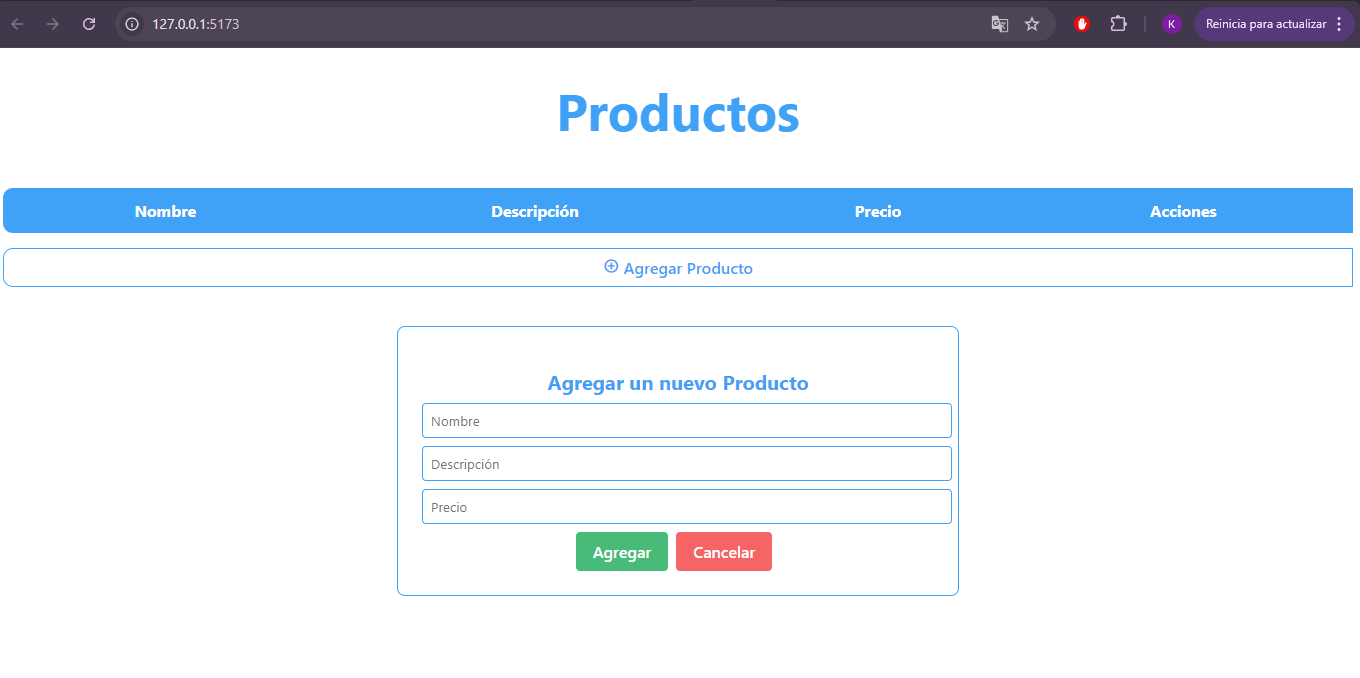 127.0.0.1:5173
K
Reinicia para actualizar
Productos
Nombre Descripción Precio Acciones
Agregar Producto
Agregar un nuevo Producto
Nombre
Descripción
Precio
Agregar Cancelar